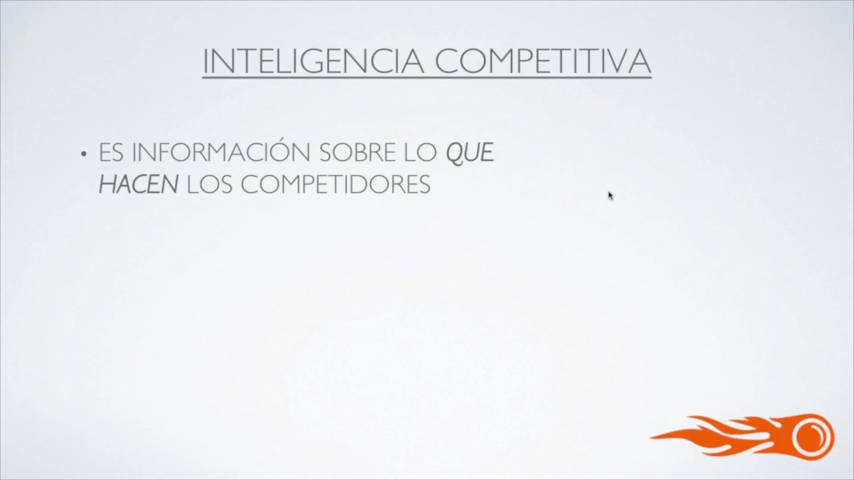 INTELIGENCIA COMPETITIVA
• ES INFORMACIÓN SOBRE LO QUE
HACEN LOS COMPETIDORES